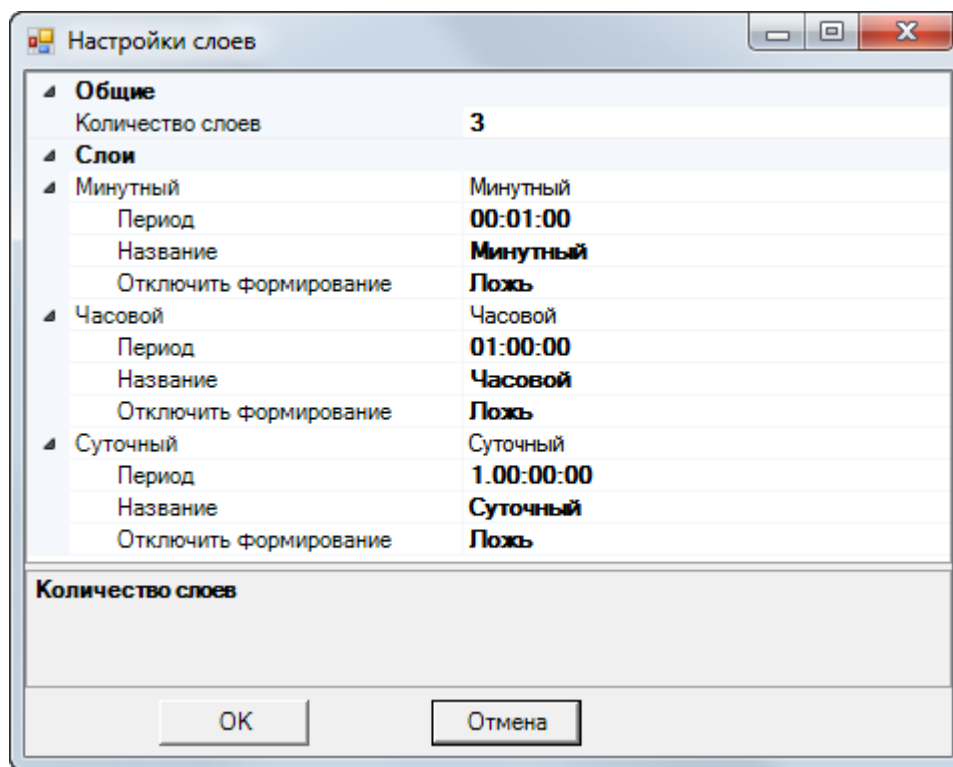 Настройки слоев
Общие
Количество слоев 3
Слои
Минутный Минутный
Период 00:01:00
Название Минутный
Отключить формирование Ложь
Часовой Часовой
Период 01:00:00
Название Часовой
Отключить формирование Ложь
Суточный Суточный
Период 1.00:00:00
Название Суточный
Отключить формирование Ложь
Количество слоев
OK Отмена